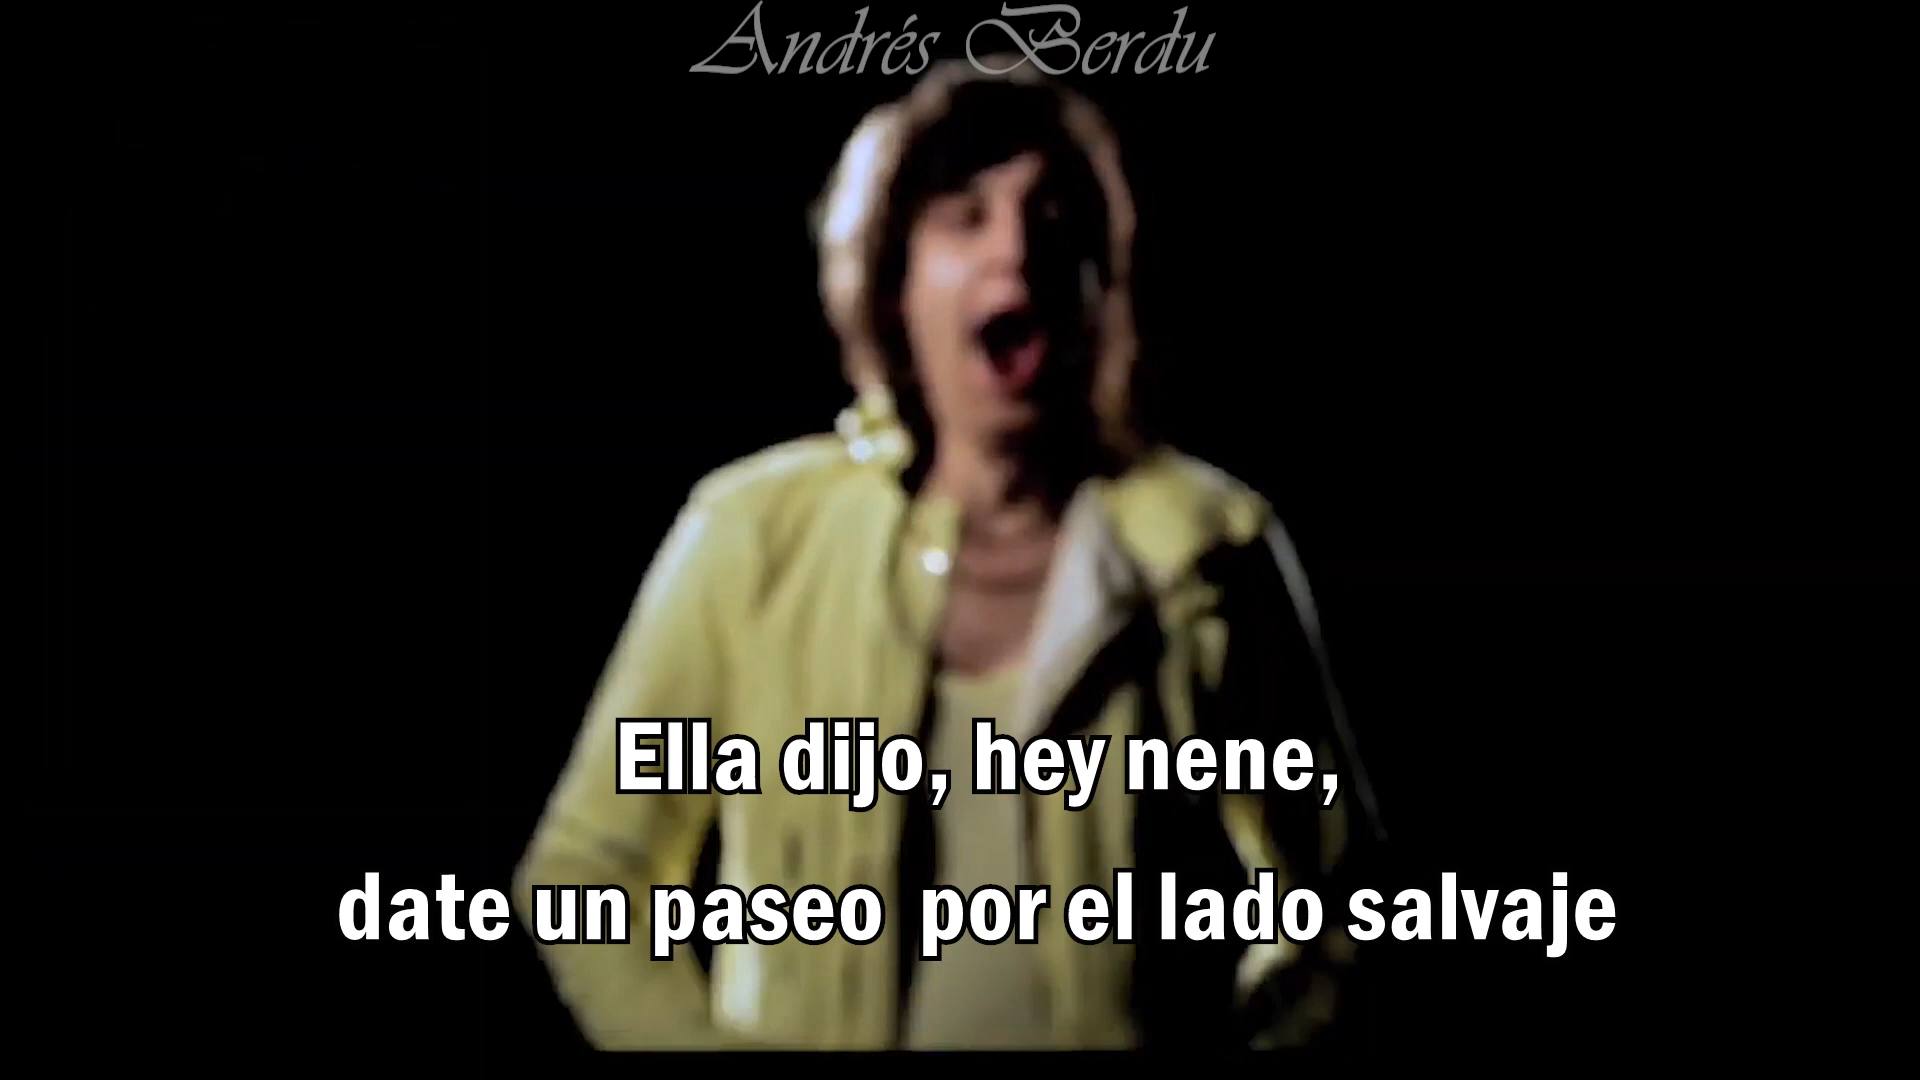 Andrés Berdu
Ella dijo, hey nene,
date un paseo por el lado salvaje